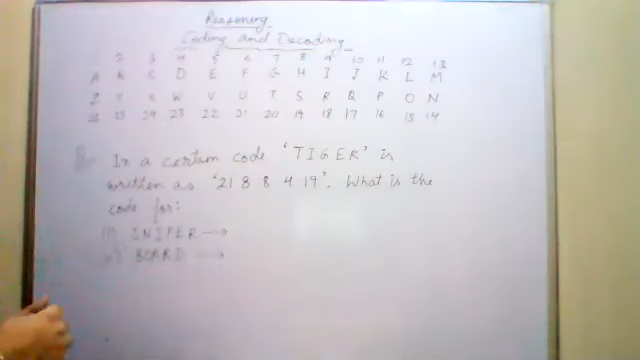 Reasoning
Coding and Decoding
2 3 4 5 6 7 8 9 10 11 12 13
A B C D E F G H I J K L M
Z Y X W V U T S R Q P O N
26 25 24 23 22 21 20 19 18 17 16 15 14
In a certain code 'TIGER' is
written as '21 8 8 4 19'. What is the
code for:
(i) SNIPER →
ii) BOARD →